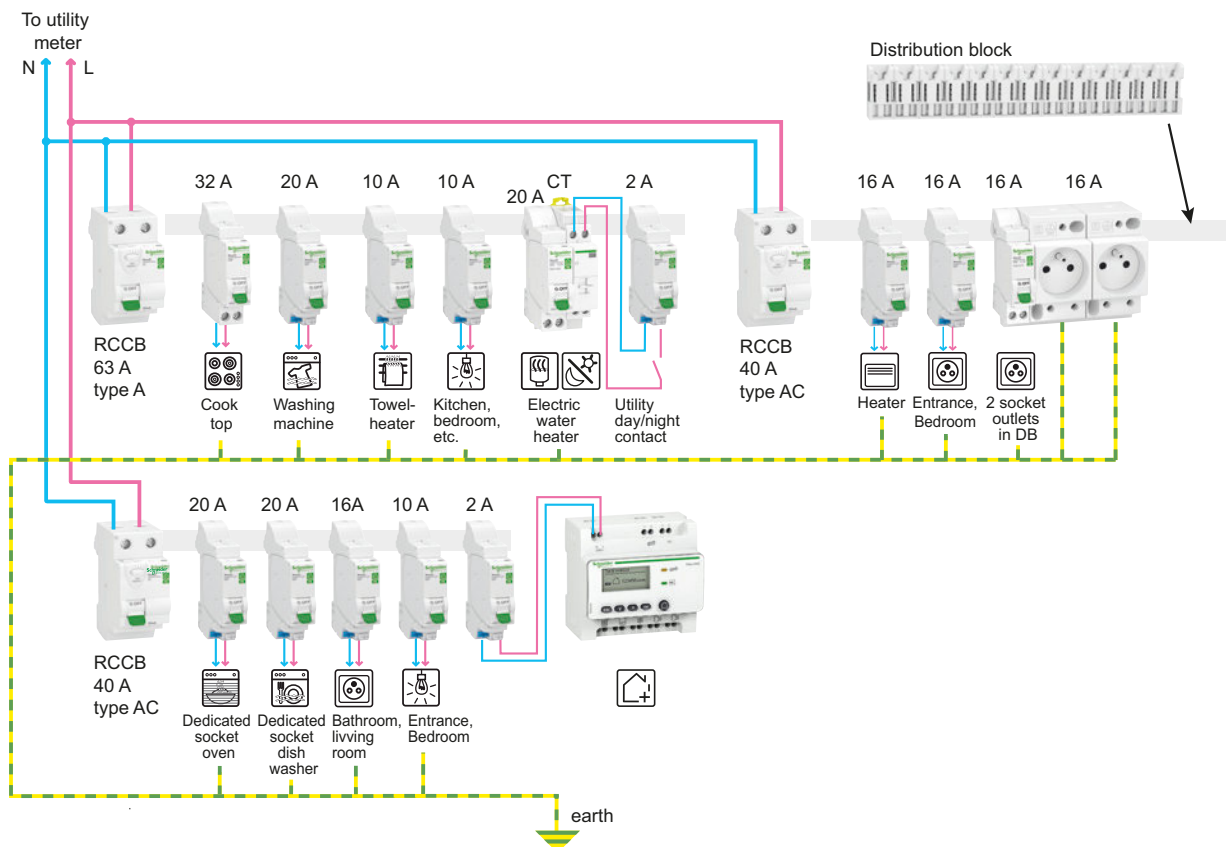 To utility
meter
N
L
Distribution block
32 A
20 A
10 A
10 A
20 A
CT
2 A
16 A
16 A
16 A
16 A
RCCB
63 A
type A
Cook
top
Washing
machine
Towel-
heater
Kitchen,
bedroom,
etc.
Electric
water
heater
Utility
day/night
contact
RCCB
40 A
type AC
Heater
Entrance,
Bedroom
2 socket
outlets
in DB
20 A
20 A
16A
10 A
2 A
RCCB
40 A
type AC
Dedicated
socket
oven
Dedicated
socket
dish
washer
Bathroom,
livving
room
Entrance,
Bedroom
earth